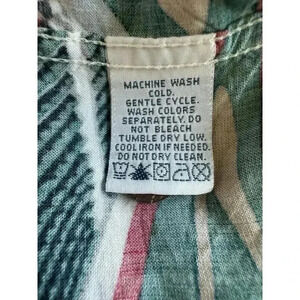 MACHINE WASH
COLD.
GENTLE CYCLE.
WASH COLORS
SEPARATELY. DO
NOT BLEACH
TUMBLE DRY LOW.
COOL IRON IF NEEDED.
DO NOT DRY CLEAN.